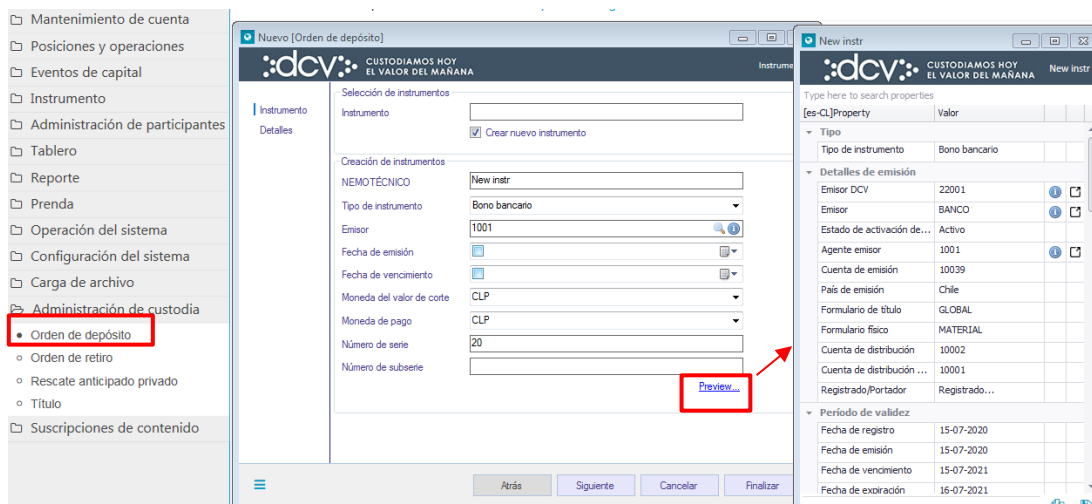 Mantenimiento de cuenta
Posiciones y operaciones
Eventos de capital
Instrumento
Administración de participantes
Tablero
Reporte
Prenda
Operación del sistema
Configuración del sistema
Carga de archivo
Administración de custodia
Orden de depósito
Orden de retiro
Rescate anticipado privado
Título
Suscripciones de contenido
Nuevo [Orden de depósito]
dcv CUSTODIAMOS HOY
EL VALOR DEL MAÑANA
Instrume
Instrumento
Detalles
Selección de instrumentos
Instrumento
Crear nuevo instrumento
Creación de instrumentos
NEMOTÉCNICO New instr
Tipo de instrumento Bono bancario
Emisor 1001
Fecha de emisión
Fecha de vencimiento
Moneda del valor de corte CLP
Moneda de pago CLP
Número de serie 20
Número de subserie
Preview...
Atrás Siguiente Cancelar Finalizar
New instr
dcv CUSTODIAMOS HOY
EL VALOR DEL MAÑANA
New instr
Type here to search properties
[es-CL]Property Valor
Tipo
Tipo de instrumento Bono bancario
Detalles de emisión
Emisor DCV 22001
Emisor BANCO
Estado de activación de... Activo
Agente emisor 1001
Cuenta de emisión 10039
País de emisión Chile
Formulario de título GLOBAL
Formulario físico MATERIAL
Cuenta de distribución 10002
Cuenta de distribución ... 10001
Registrado/Portador Registrado...
Período de validez
Fecha de registro 15-07-2020
Fecha de emisión 15-07-2020
Fecha de vencimiento 15-07-2021
Fecha de expiración 16-07-2021